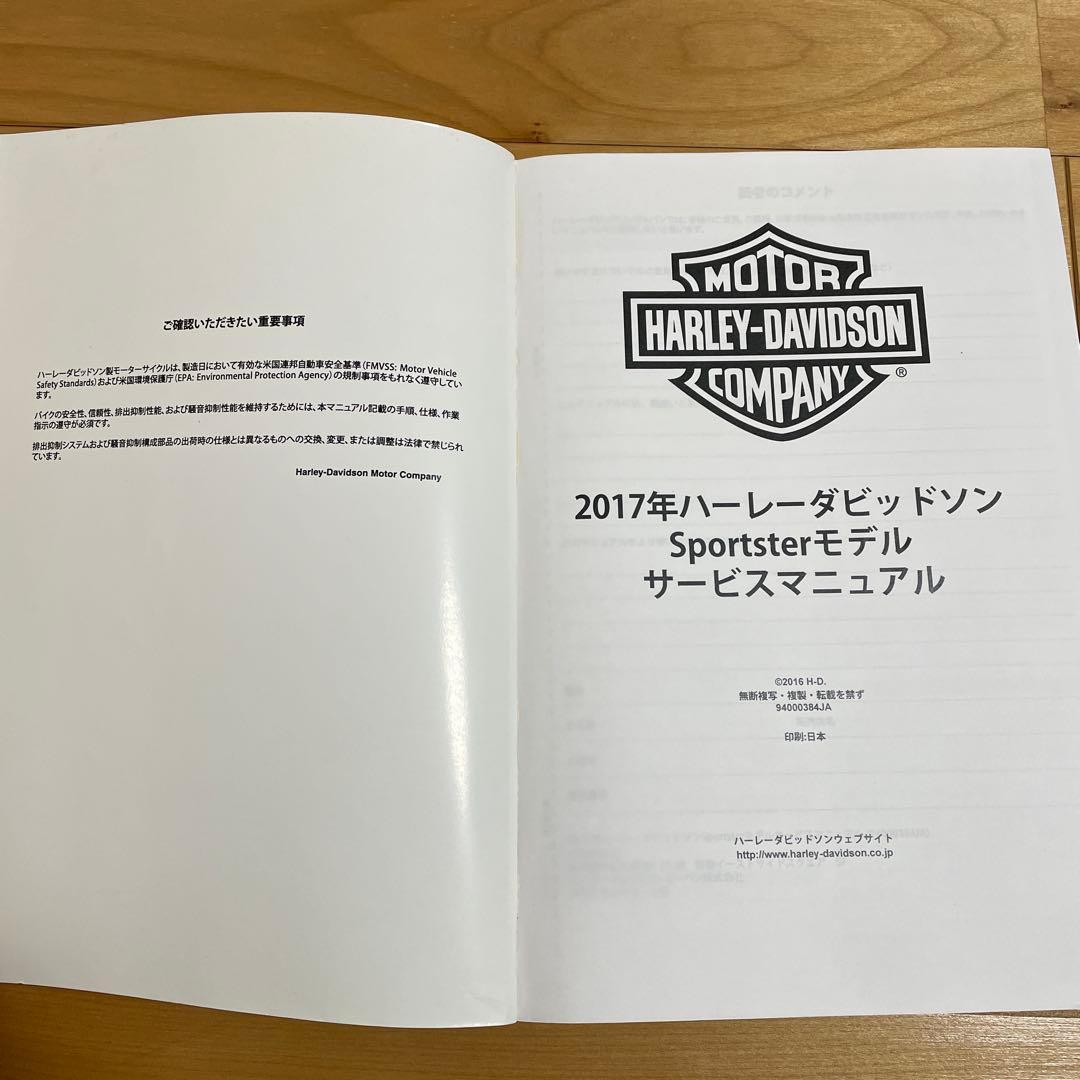 ご確認いただきたい重要事項
ハーレーダビッドソン製モーターサイクルは、製造日において有効な米国連邦自動車安全基準（FMVSS: Motor Vehicle
Safety Standards）および米国環境保護庁（EPA: Environmental Protection Agency）の規制事項をもれなく遵守してい
ます。
バイクの安全性、信頼性、排出抑制性能、および騒音抑制性能を維持するためには、本マニュアル記載の手順、仕様、作業
指示の遵守が必須です。
排出抑制システムおよび騒音抑制構成部品の出荷時の仕様とは異なるものへの交換、変更、または調整は法律で禁じられ
ています。
Harley-Davidson Motor Company
MOTOR
HARLEY-DAVIDSON
COMPANY
®
2017年ハーレーダビッドソン
Sportsterモデル
サービスマニュアル
©2016 H-D.
無断複写・複製・転載を禁ず
94000384JA
印刷:日本
ハーレーダビッドソンウェブサイト
http://www.harley-davidson.co.jp